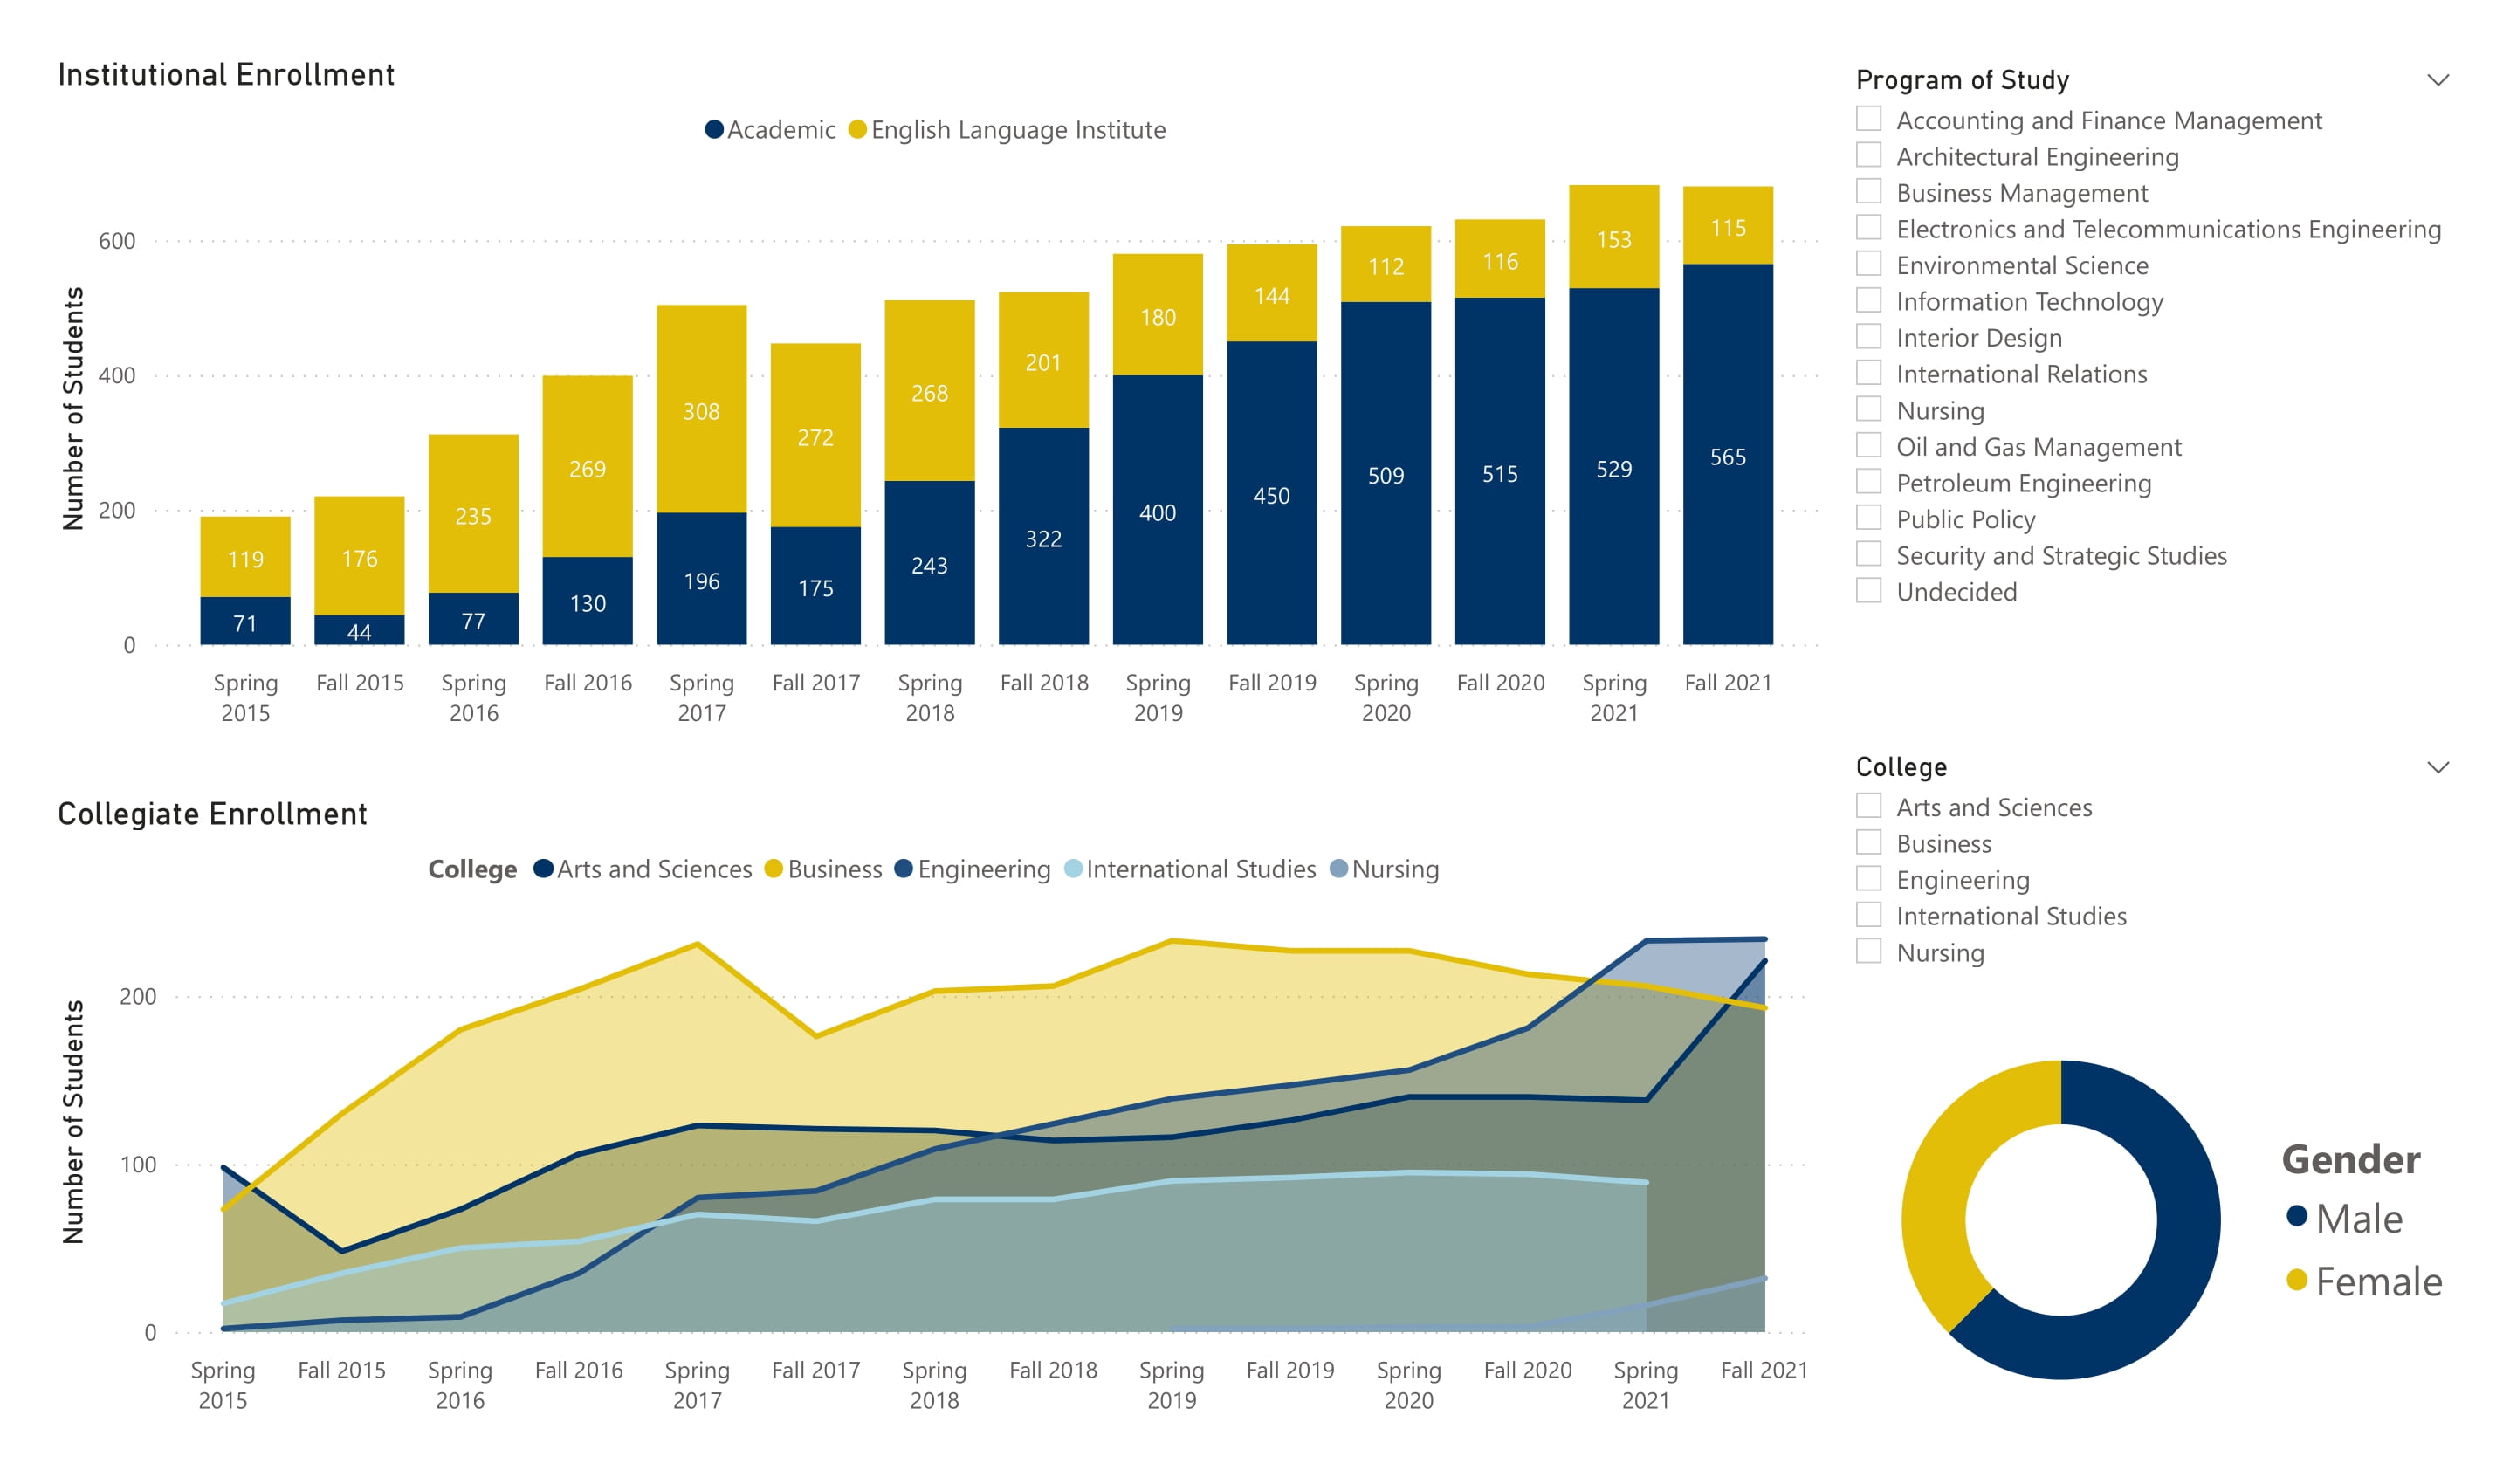 Institutional Enrollment
Academic English Language Institute
Number of Students
600
400
200
0
119 176 235 269 308 272 268 201 180 144 112 116 153 115
71 44 77 130 196 175 243 322 400 450 509 515 529 565
Spring 2015 Fall 2015 Spring 2016 Fall 2016 Spring 2017 Fall 2017 Spring 2018 Fall 2018 Spring 2019 Fall 2019 Spring 2020 Fall 2020 Spring 2021 Fall 2021
Program of Study
Accounting and Finance Management
Architectural Engineering
Business Management
Electronics and Telecommunications Engineering
Environmental Science
Information Technology
Interior Design
International Relations
Nursing
Oil and Gas Management
Petroleum Engineering
Public Policy
Security and Strategic Studies
Undecided
Collegiate Enrollment
College Arts and Sciences Business Engineering International Studies Nursing
Number of Students
200
100
0
Spring 2015 Fall 2015 Spring 2016 Fall 2016 Spring 2017 Fall 2017 Spring 2018 Fall 2018 Spring 2019 Fall 2019 Spring 2020 Fall 2020 Spring 2021 Fall 2021
College
Arts and Sciences
Business
Engineering
International Studies
Nursing
Gender
Male
Female